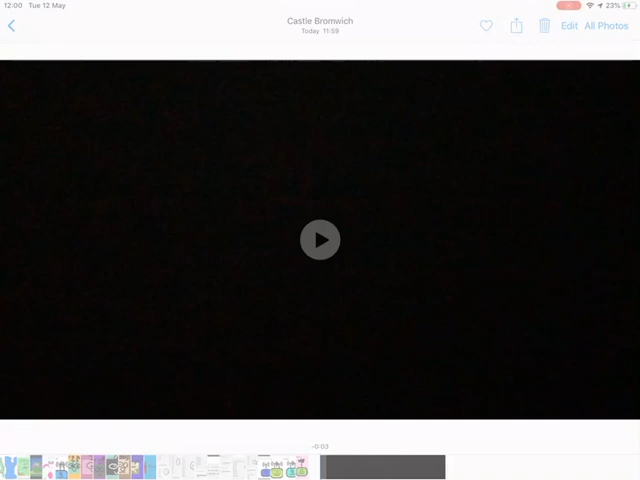 12:00 Tue 12 May
23%
Castle Bromwich
Today 11:59
Edit All Photos
-0:03